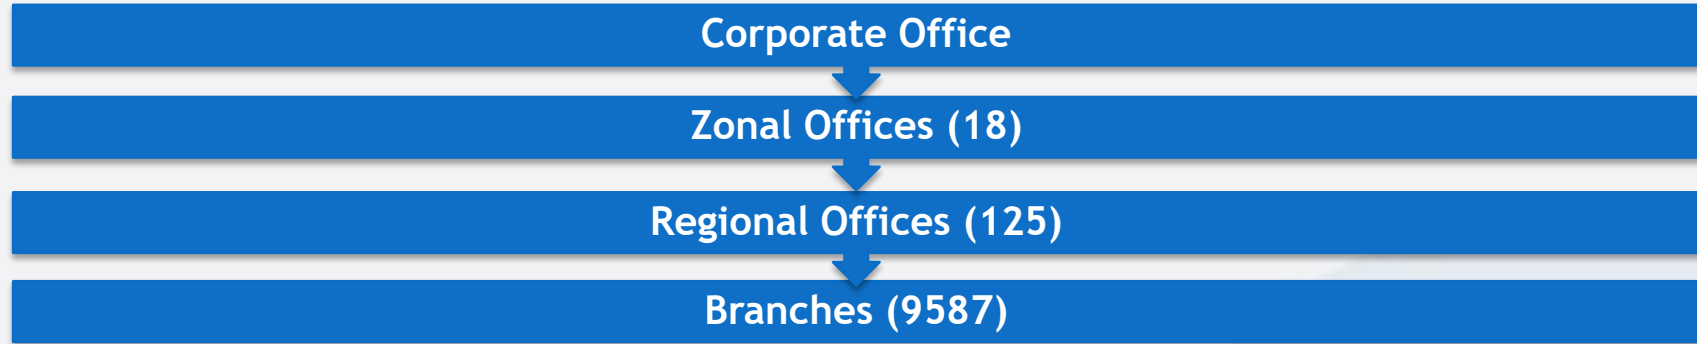 Corporate Office
Zonal Offices (18)
Regional Offices (125)
Branches (9587)